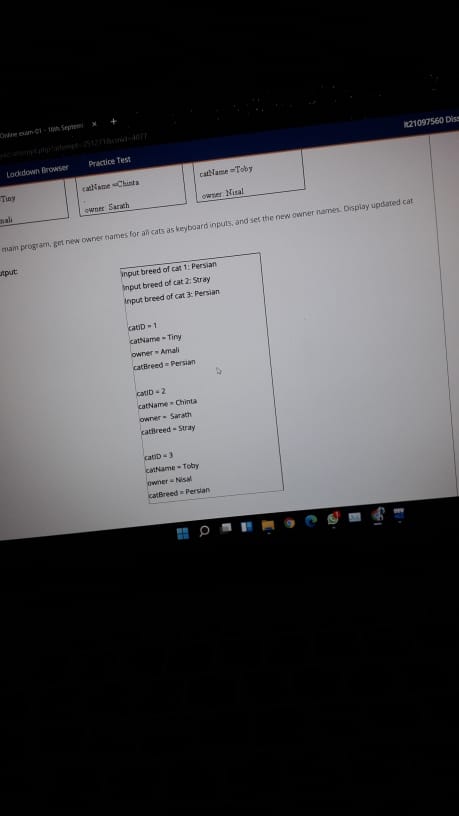 Online exam-01 - 16th Septem × +
it21097560 Diss
Lockdown Browser Practice Test
Tiny
catName =Chinta
owner: Sarath
catName =Toby
owner: Nisal
main program, get new owner names for all cats as keyboard inputs, and set the new owner names. Display updated cat
Input breed of cat 1: Persian
Input breed of cat 2: Stray
Input breed of cat 3: Persian
catID = 1
catName = Tiny
owner = Amali
catBreed = Persian
catID = 2
catName = Chinta
owner = Sarath
catBreed = Stray
catID = 3
catName = Toby
owner = Nisal
catBreed = Persian